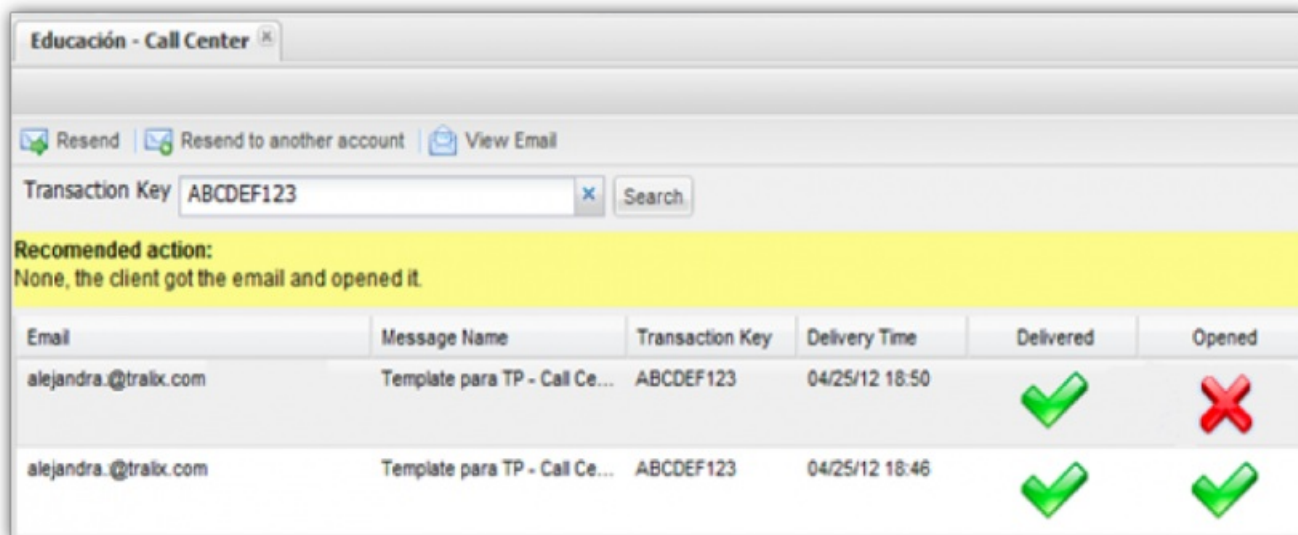 Educación - Call Center
Resend Resend to another account View Email
Transaction Key ABCDEF123 Search
Recomended action:
None, the client got the email and opened it.
Email Message Name Transaction Key Delivery Time Delivered Opened
alejandra.@tralix.com Template para TP - Call Ce... ABCDEF123 04/25/12 18:50
alejandra.@tralix.com Template para TP - Call Ce... ABCDEF123 04/25/12 18:46